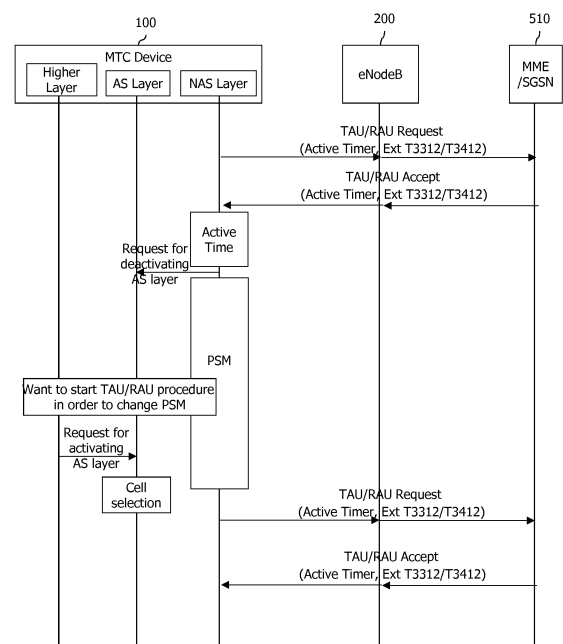 100
200
510
MTC Device
Higher
Layer
AS Layer
NAS Layer
eNodeB
MME
/SGSN
TAU/RAU Request
(Active Timer, Ext T3312/T3412)
TAU/RAU Accept
(Active Timer, Ext T3312/T3412)
Active
Time
Request for
deactivating
AS layer
PSM
Want to start TAU/RAU procedure
in order to change PSM
Request for
activating
AS layer
Cell
selection
TAU/RAU Request
(Active Timer, Ext T3312/T3412)
TAU/RAU Accept
(Active Timer, Ext T3312/T3412)